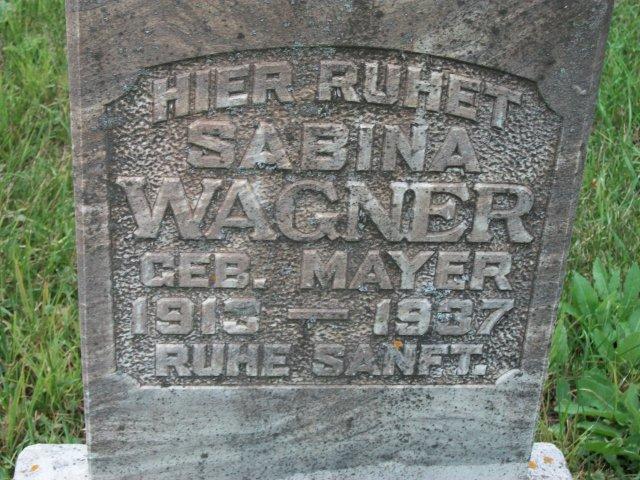 HIER RUHET
SABINA
WAGNER
GEB. MAYER
1913 — 1937
RUHE SANFT.